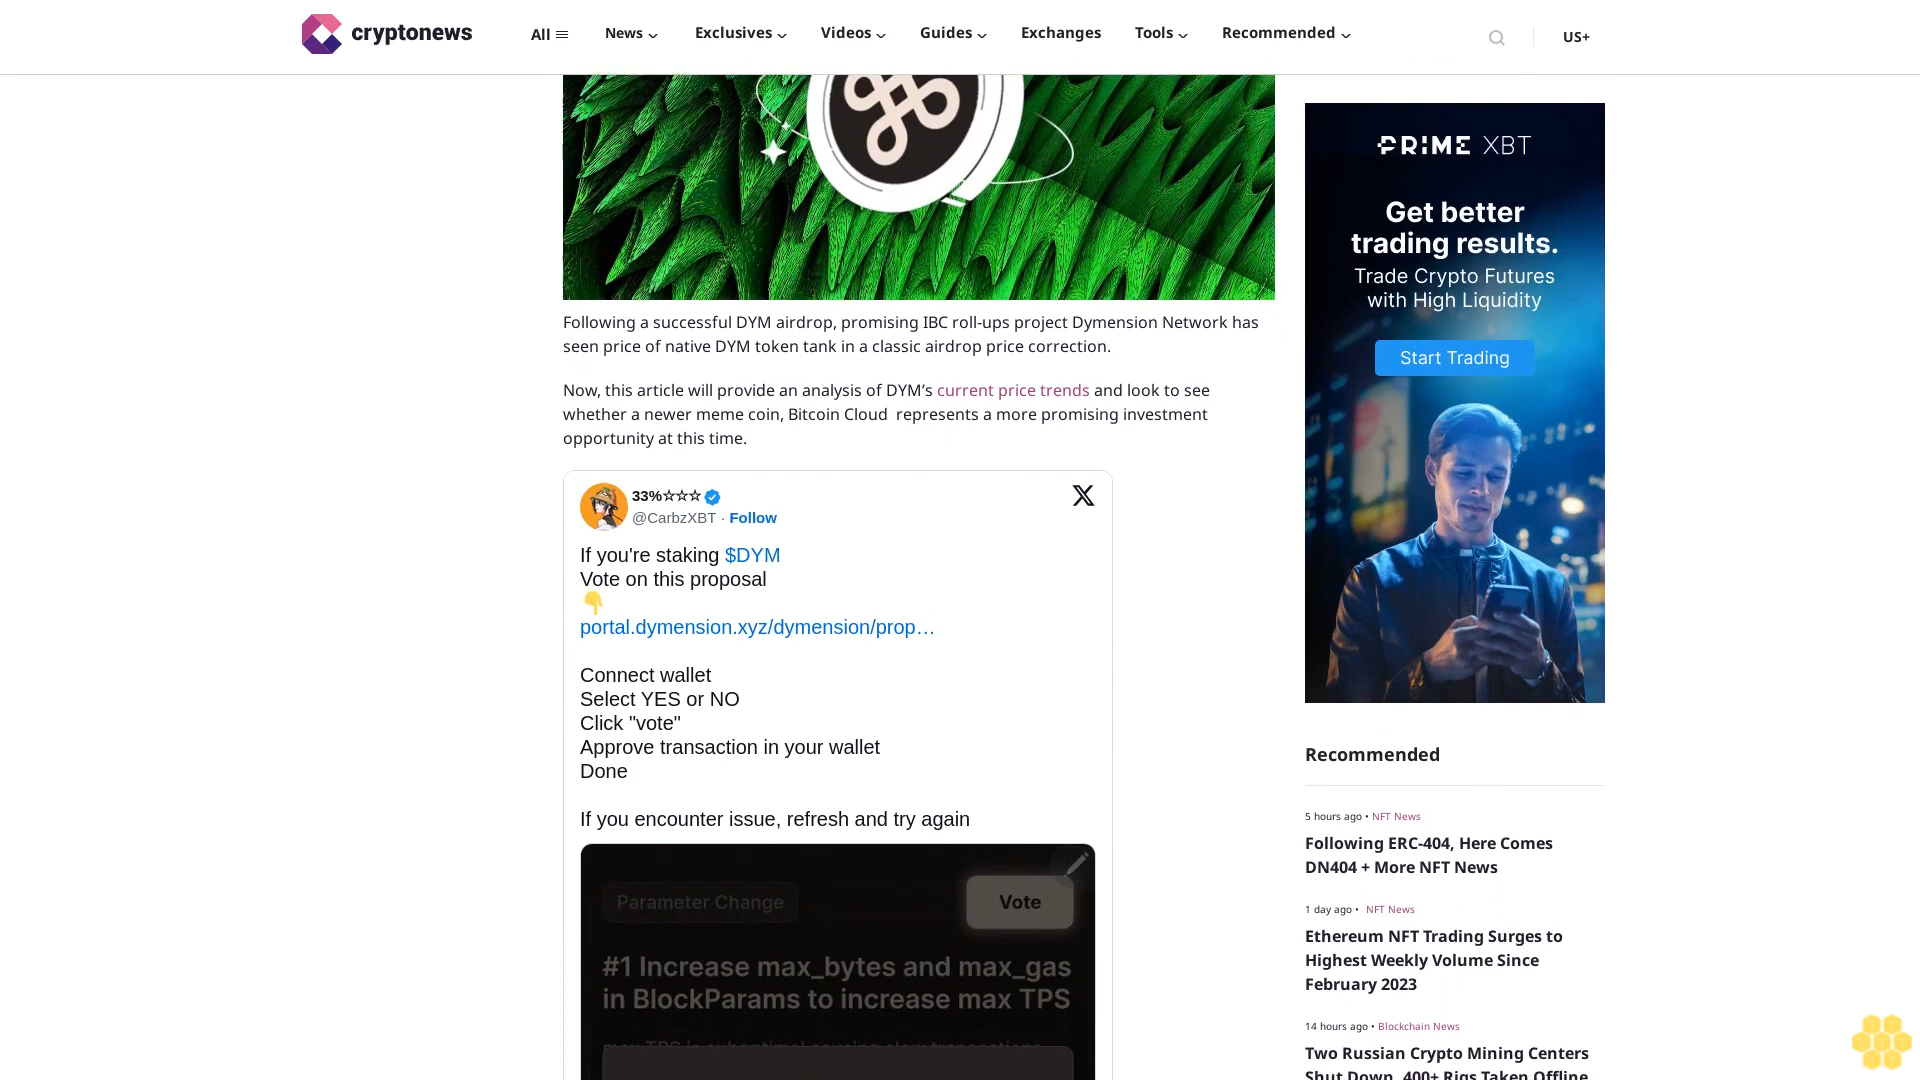 cryptonews
All
News
Exclusives
Videos
Guides
Exchanges
Tools
Recommended
US+
Following a successful DYM airdrop, promising IBC roll-ups project Dymension Network has
seen price of native DYM token tank in a classic airdrop price correction.
Now, this article will provide an analysis of DYM’s current price trends and look to see
whether a newer meme coin, Bitcoin Cloud  represents a more promising investment
opportunity at this time.
33%☆☆☆
@CarbzXBT · Follow
If you're staking $DYM
Vote on this proposal
👇
portal.dymension.xyz/dymension/prop…
Connect wallet
Select YES or NO
Click "vote"
Approve transaction in your wallet
Done
If you encounter issue, refresh and try again
Parameter Change
Vote
#1 Increase max_bytes and max_gas
in BlockParams to increase max TPS
PRIME XBT
Get better
trading results.
Trade Crypto Futures
with High Liquidity
Start Trading
Recommended
5 hours ago • NFT News
Following ERC-404, Here Comes
DN404 + More NFT News
1 day ago • NFT News
Ethereum NFT Trading Surges to
Highest Weekly Volume Since
February 2023
14 hours ago • Blockchain News
Two Russian Crypto Mining Centers
Shut Down, 400+ Rigs Taken Offline